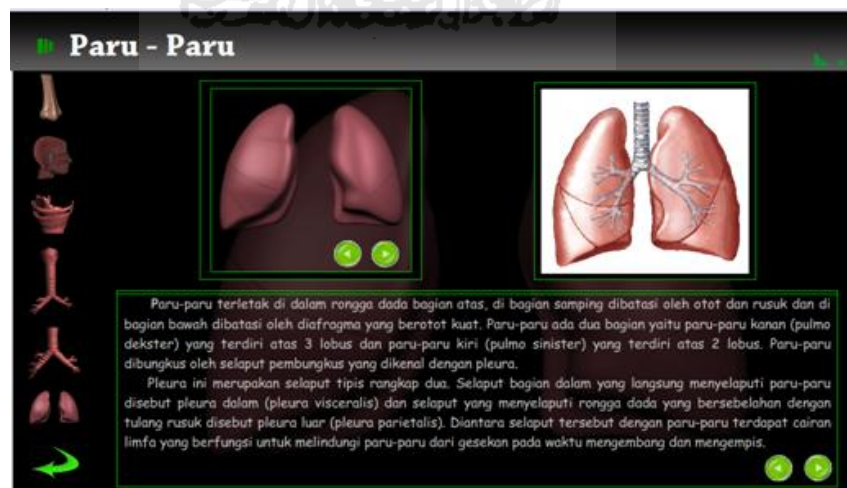 Paru - Paru
Paru-paru terletak di dalam rongga dada bagian atas, di bagian samping dibatasi oleh otot dan rusuk dan di
bagian bawah dibatasi oleh diafragma yang berotot kuat. Paru-paru ada dua bagian yaitu paru-paru kanan (pulmo
dekster) yang terdiri atas 3 lobus dan paru-paru kiri (pulmo sinister) yang terdiri atas 2 lobus. Paru-paru
dibungkus oleh selaput pembungkus yang dikenal dengan pleura.
Pleura ini merupakan selaput tipis rangkap dua. Selaput bagian dalam yang langsung menyelaputi paru-paru
disebut pleura dalam (pleura visceralis) dan selaput yang menyelaputi rongga dada yang bersebelahan dengan
tulang rusuk disebut pleura luar (pleura parietalis). Diantara selaput tersebut dengan paru-paru terdapat cairan
limfa yang berfungsi untuk melindungi paru-paru dari gesekan pada waktu mengembang dan mengempis.